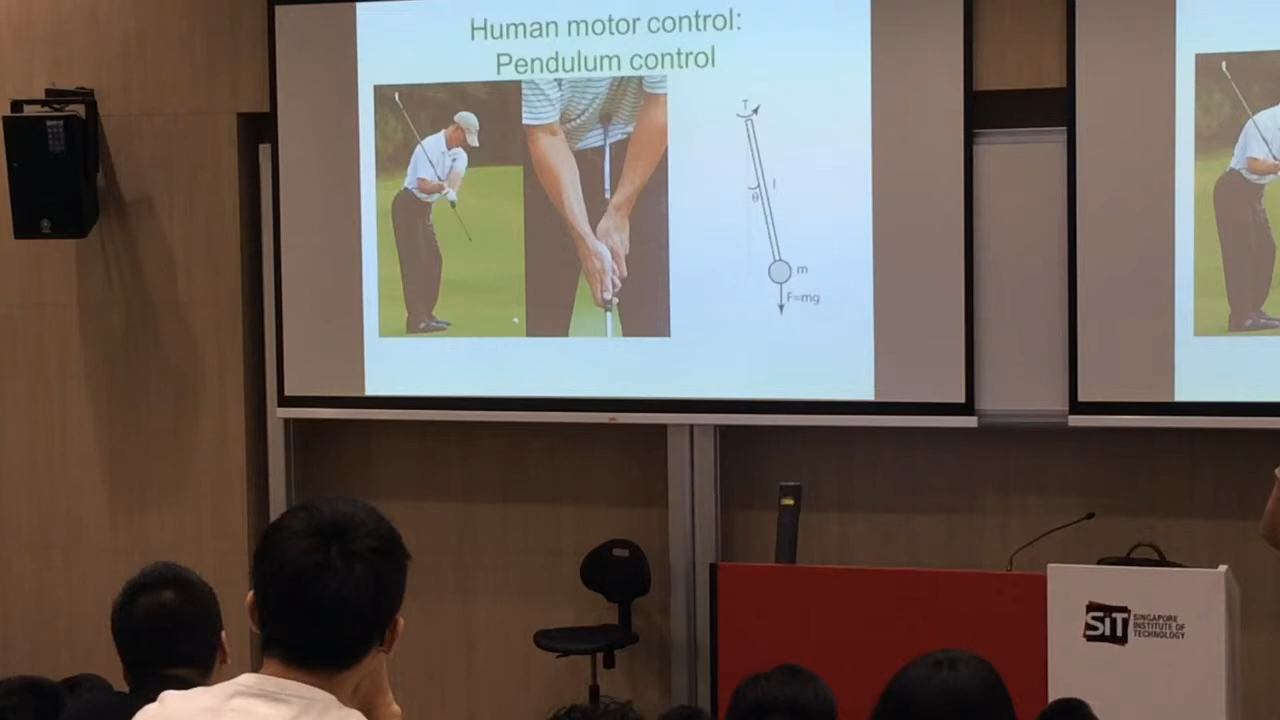 Human motor control:
Pendulum control
T
l
θ
m
F=mg
SiT
SINGAPORE
INSTITUTE OF
TECHNOLOGY